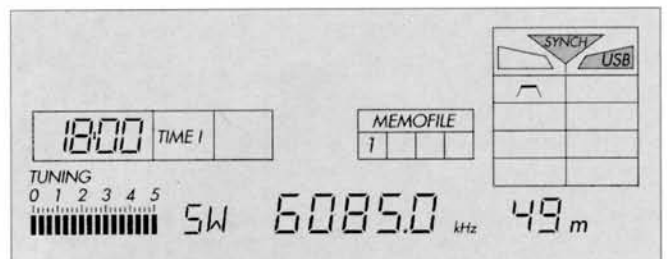 SYNCH
USB
18:00 TIME I
MEMOFILE
1
TUNING
0 1 2 3 4 5
SW 6085.0 kHz 49 m